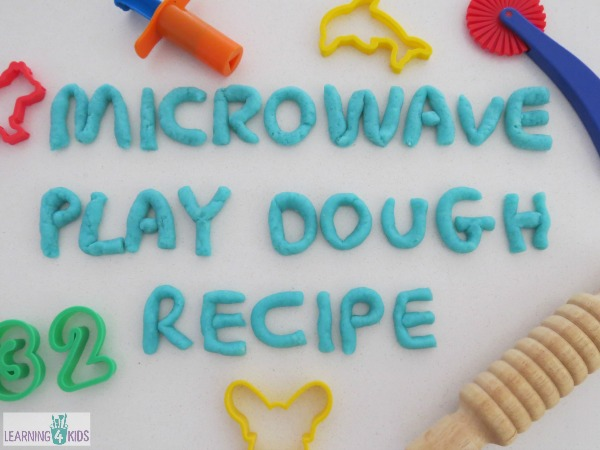 MICROWAVE
PLAY DOUGH
RECIPE
32
LEARNING 4 KIDS